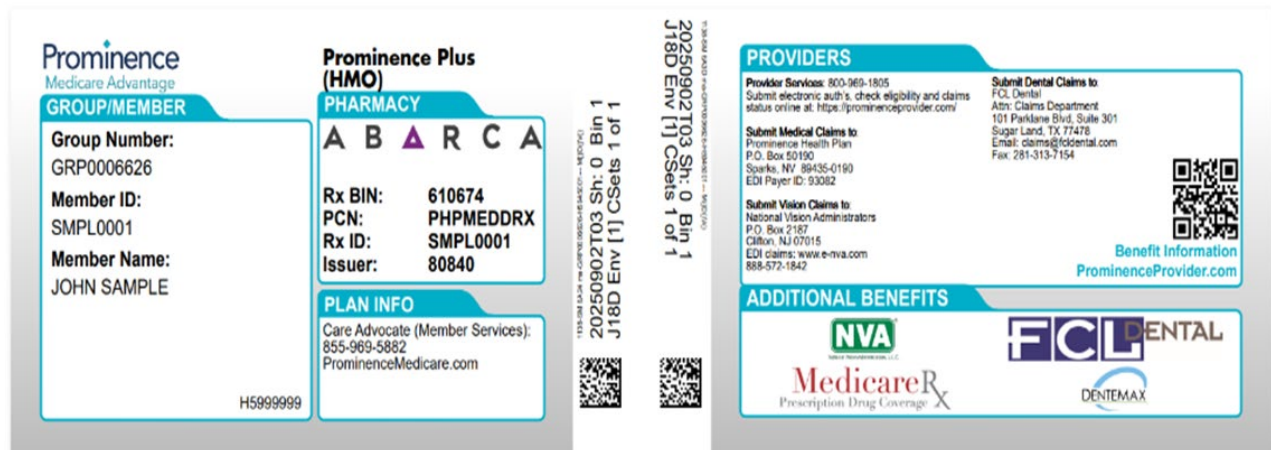 Prominence
Medicare Advantage
Prominence Plus
(HMO)
GROUP/MEMBER
Group Number:
GRP0006626
Member ID:
SMPL0001
Member Name:
JOHN SAMPLE
H5999999
PHARMACY
ABARCA
Rx BIN: 610674
PCN: PHPMEDDRX
Rx ID: SMPL0001
Issuer: 80840
PLAN INFO
Care Advocate (Member Services):
855-969-5882
ProminenceMedicare.com
20250902T03 Sh: 0 Bin 1
J18D Env [1] CSets 1 of 1
20250902T03 Sh: 0 Bin 1
J18D Env [1] CSets 1 of 1
PROVIDERS
Provider Services: 800-969-1805
Submit electronic auth's, check eligibility and claims
status online at: https://prominenceprovider.com/
Submit Medical Claims to:
Prominence Health Plan
P.O. Box 50190
Sparks, NV 89435-0190
EDI Payer ID: 93082
Submit Vision Claims to:
National Vision Administrators
P.O. Box 2187
Clifton, NJ 07015
EDI claims: www.e-nva.com
888-572-1842
Submit Dental Claims to:
FCL Dental
Attn: Claims Department
101 Parklane Blvd, Suite 301
Sugar Land, TX 77478
Email: claims@fcldental.com
Fax: 281-313-7154
Benefit Information
ProminenceProvider.com
ADDITIONAL BENEFITS
NVA
FCL DENTAL
MedicareRx
Prescription Drug Coverage
DENTEMAX